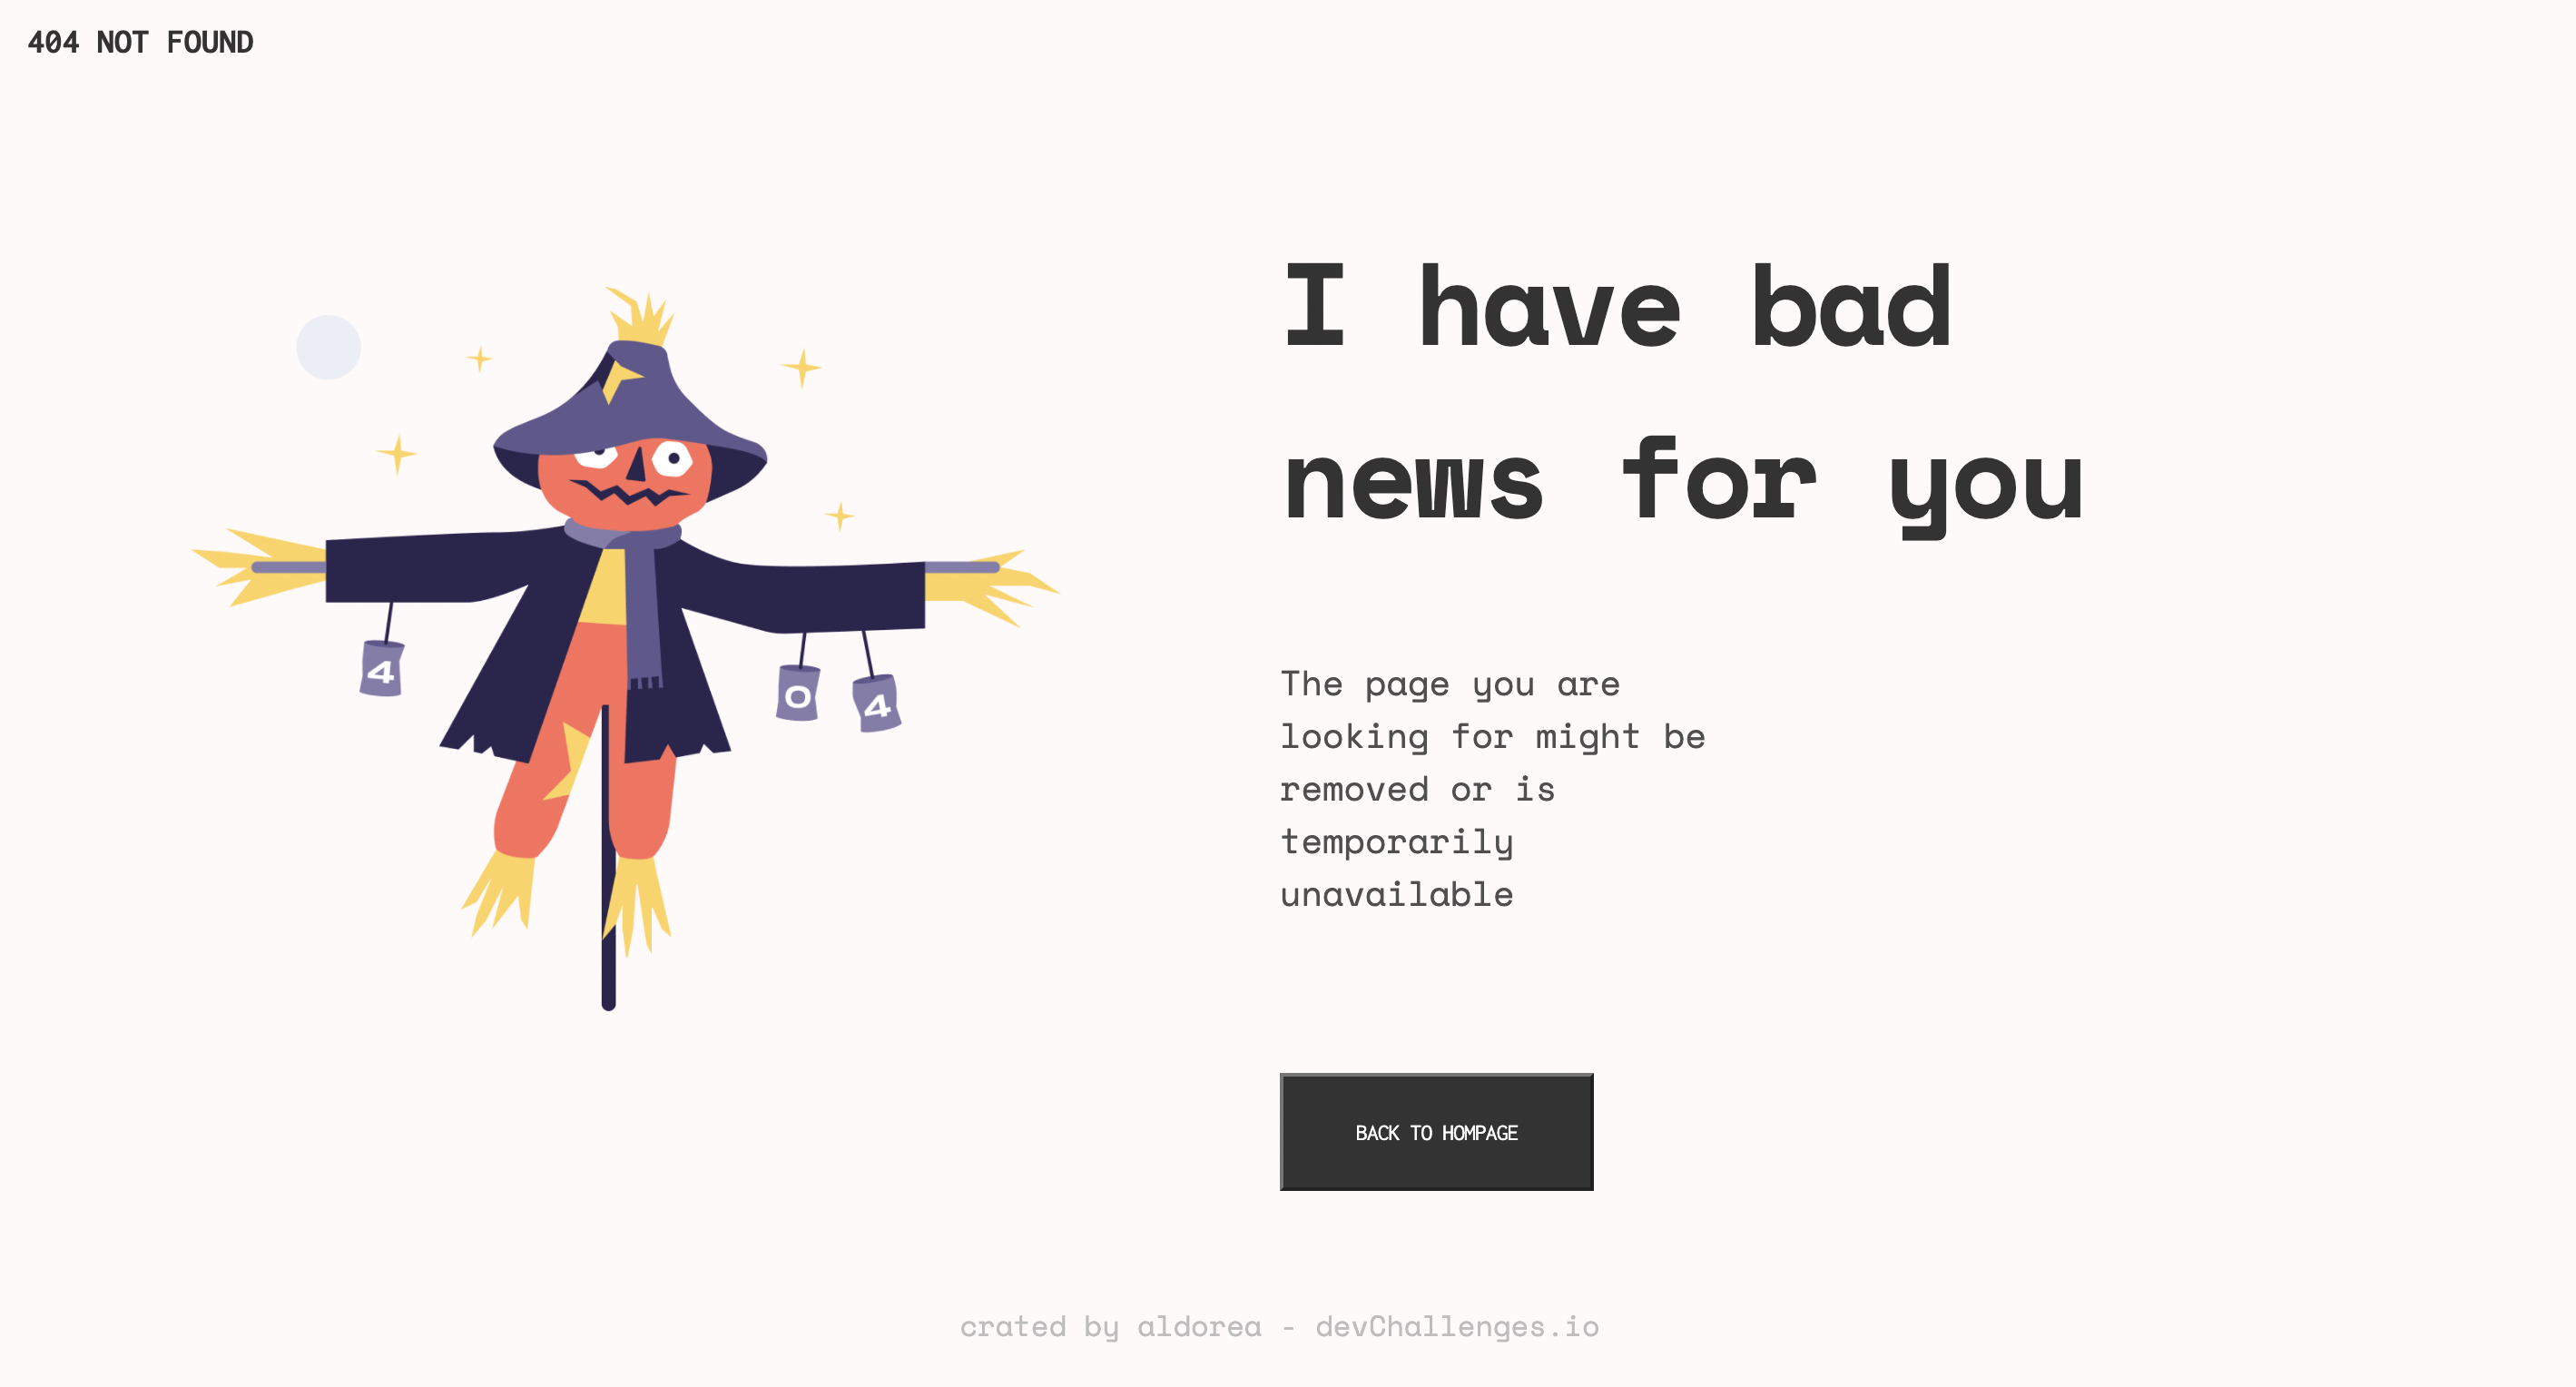 404 NOT FOUND
I have bad
news for you
4
0
4
The page you are
looking for might be
removed or is
temporarily
unavailable
BACK TO HOMPAGE
crated by aldorea - devChallenges.io